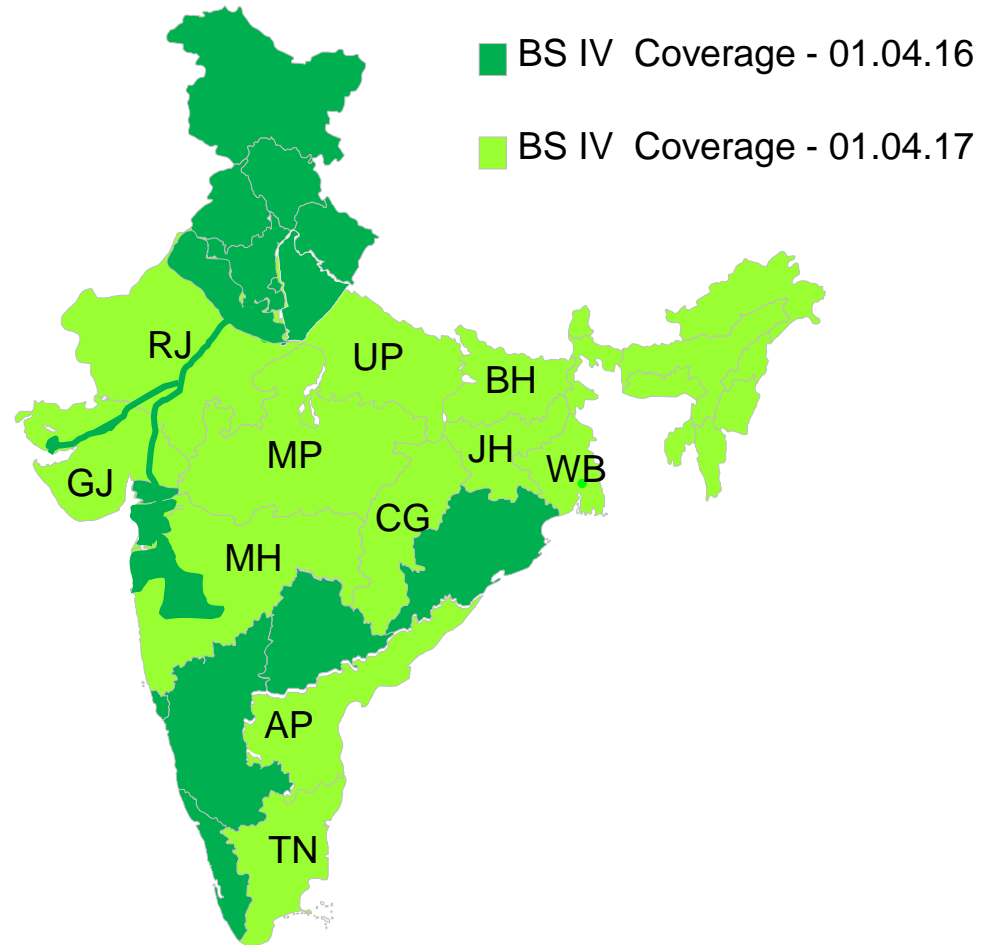 BS IV Coverage - 01.04.16
BS IV Coverage - 01.04.17
RJ
UP
BH
MP
JH
WB
GJ
CG
MH
AP
TN